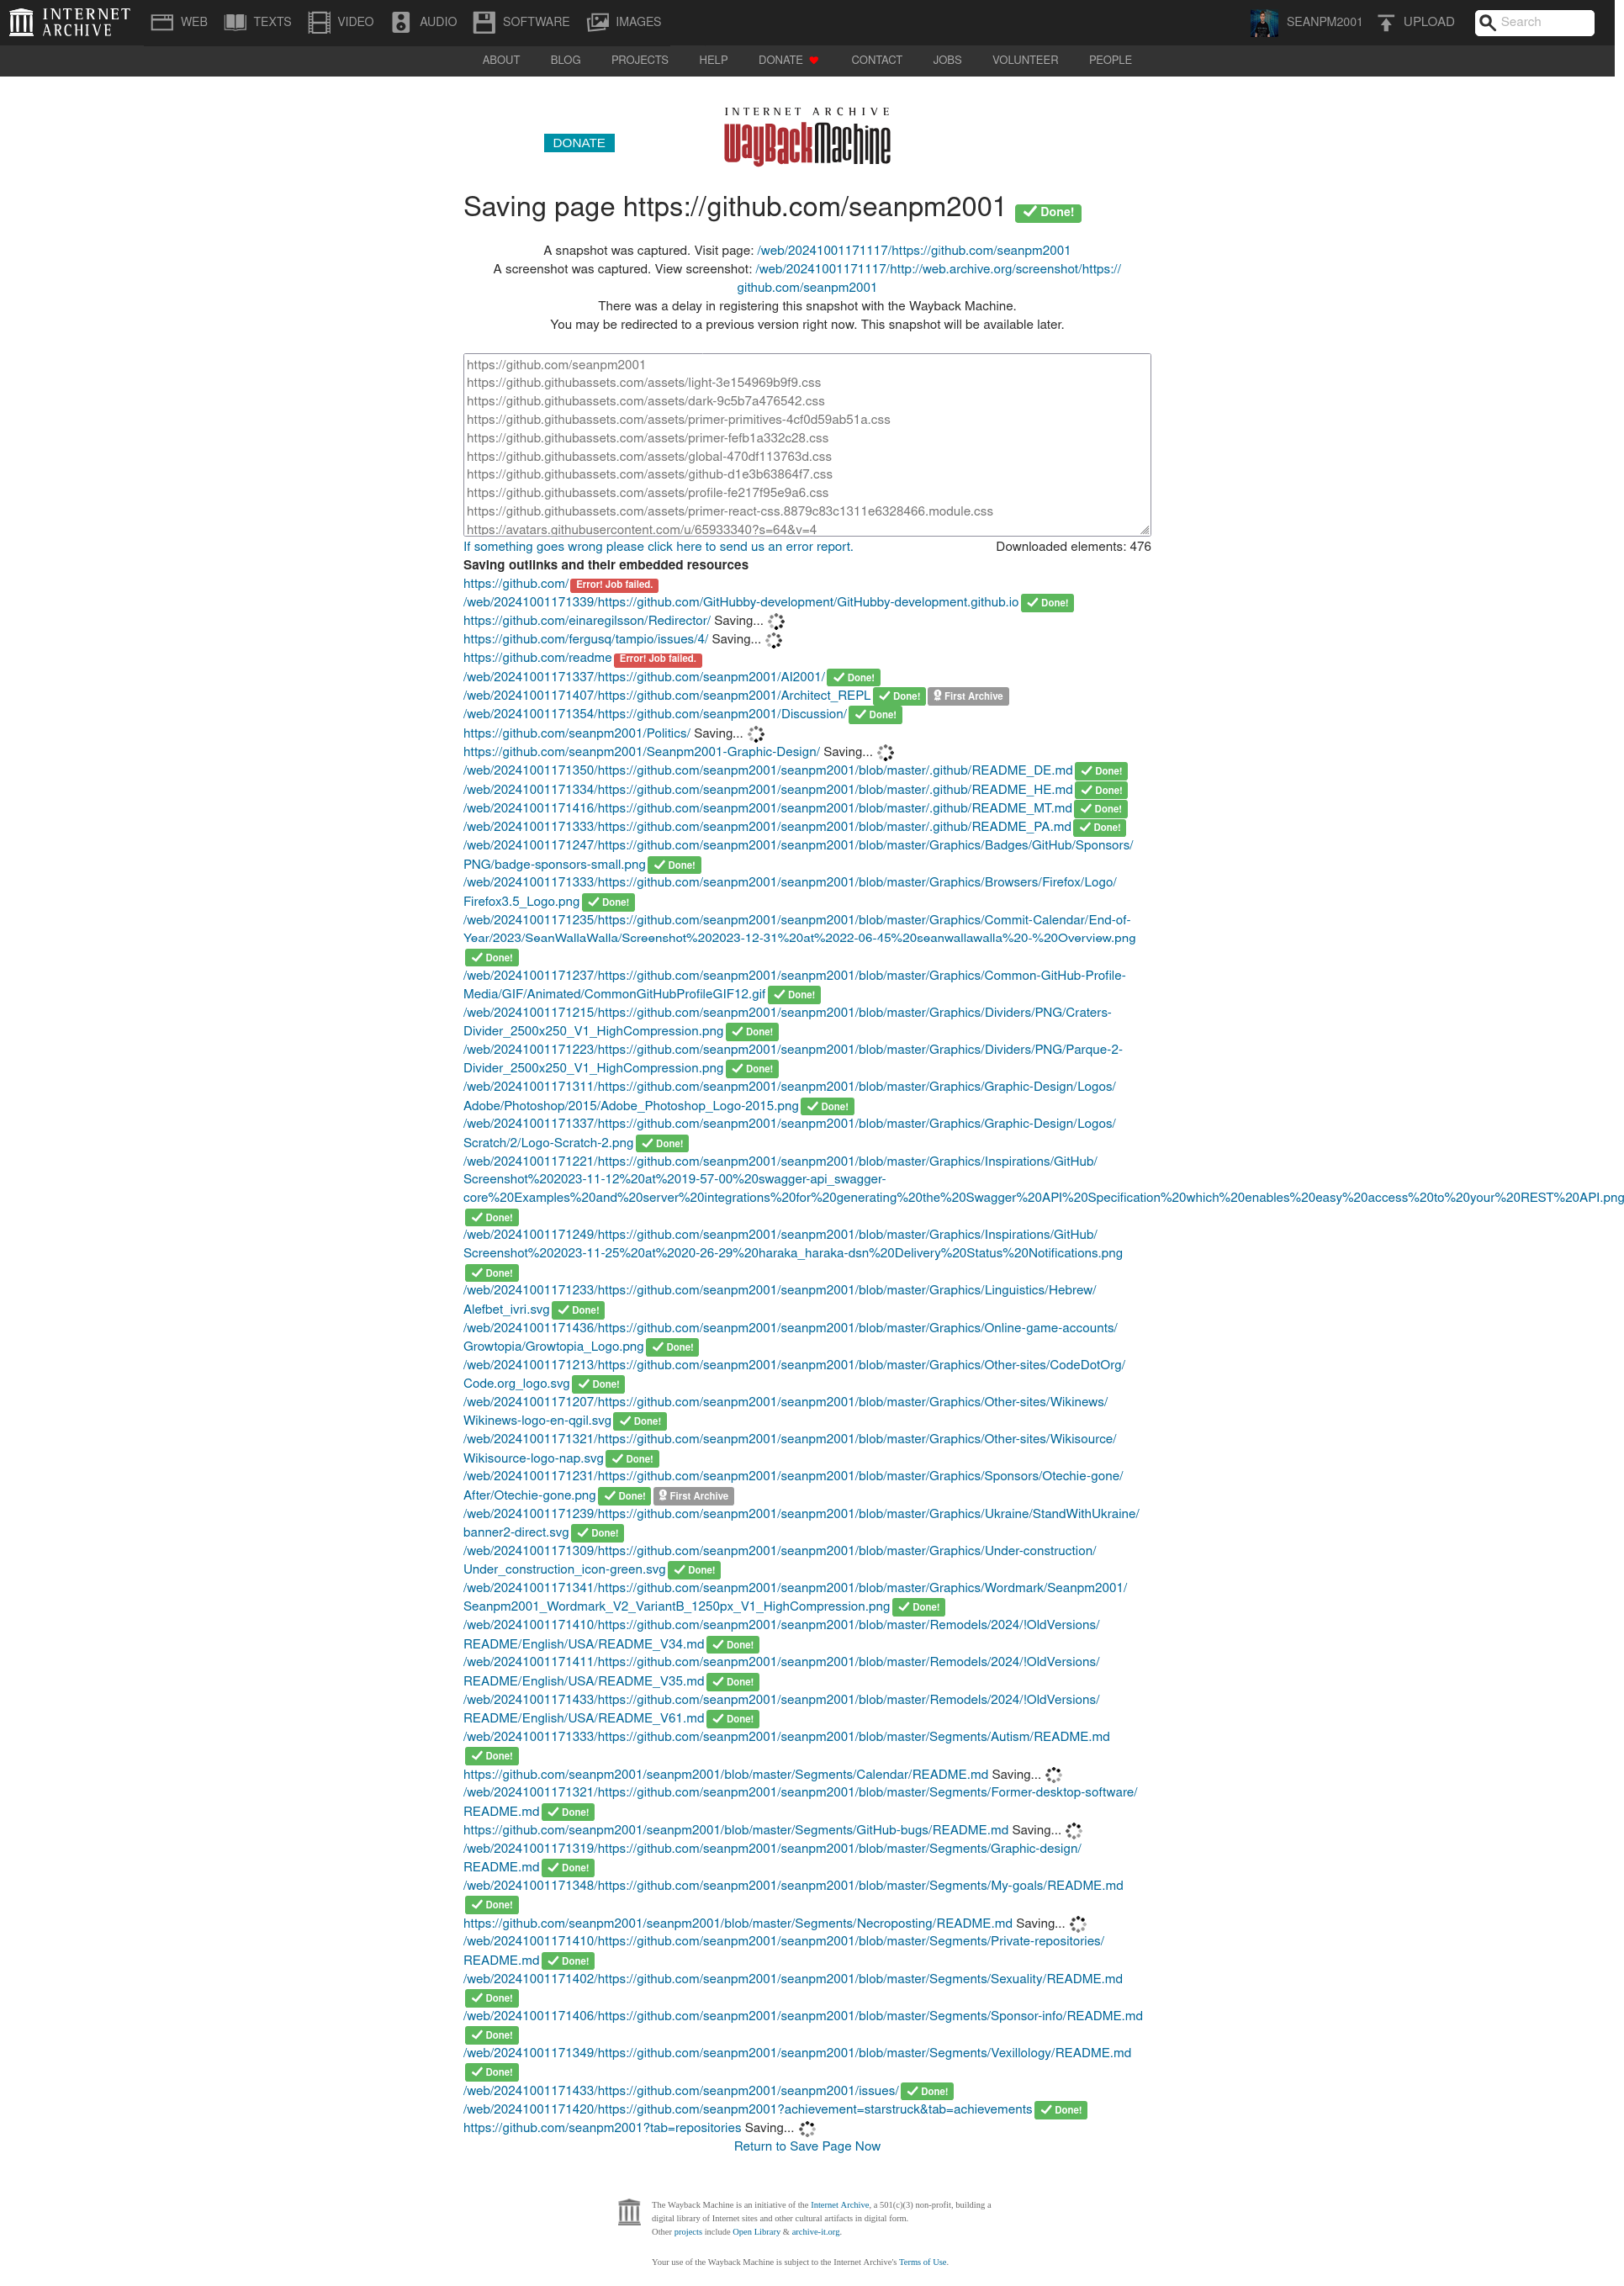 INTERNET ARCHIVE
WEB
TEXTS
VIDEO
AUDIO
SOFTWARE
IMAGES
SEANPM2001
UPLOAD
Search
ABOUT
BLOG
PROJECTS
HELP
DONATE
CONTACT
JOBS
VOLUNTEER
PEOPLE
INTERNET ARCHIVE
DONATE
WayBackMachine
Saving page https://github.com/seanpm2001 Done!
A snapshot was captured. Visit page: /web/20241001171117/https://github.com/seanpm2001
A screenshot was captured. View screenshot: /web/20241001171117/http://web.archive.org/screenshot/https://
github.com/seanpm2001
There was a delay in registering this snapshot with the Wayback Machine.
You may be redirected to a previous version right now. This snapshot will be available later.
https://github.com/seanpm2001
https://github.githubassets.com/assets/light-3e154969b9f9.css
https://github.githubassets.com/assets/dark-9c5b7a476542.css
https://github.githubassets.com/assets/primer-primitives-4cf0d59ab51a.css
https://github.githubassets.com/assets/primer-fefb1a332c28.css
https://github.githubassets.com/assets/global-470df113763d.css
https://github.githubassets.com/assets/github-d1e3b63864f7.css
https://github.githubassets.com/assets/profile-fe217f95e9a6.css
https://github.githubassets.com/assets/primer-react-css.8879c83c1311e6328466.module.css
https://avatars.githubusercontent.com/u/65933340?s=64&v=4
If something goes wrong please click here to send us an error report. Downloaded elements: 476
Saving outlinks and their embedded resources
https://github.com/ Error! Job failed.
/web/20241001171339/https://github.com/GitHubby-development/GitHubby-development.github.io Done!
https://github.com/einaregilsson/Redirector/ Saving...
https://github.com/fergusq/tampio/issues/4/ Saving...
https://github.com/readme Error! Job failed.
/web/20241001171337/https://github.com/seanpm2001/AI2001/ Done!
/web/20241001171407/https://github.com/seanpm2001/Architect_REPL Done! First Archive
/web/20241001171354/https://github.com/seanpm2001/Discussion/ Done!
https://github.com/seanpm2001/Politics/ Saving...
https://github.com/seanpm2001/Seanpm2001-Graphic-Design/ Saving...
/web/20241001171350/https://github.com/seanpm2001/seanpm2001/blob/master/.github/README_DE.md Done!
/web/20241001171334/https://github.com/seanpm2001/seanpm2001/blob/master/.github/README_HE.md Done!
/web/20241001171416/https://github.com/seanpm2001/seanpm2001/blob/master/.github/README_MT.md Done!
/web/20241001171333/https://github.com/seanpm2001/seanpm2001/blob/master/.github/README_PA.md Done!
/web/20241001171247/https://github.com/seanpm2001/seanpm2001/blob/master/Graphics/Badges/GitHub/Sponsors/
PNG/badge-sponsors-small.png Done!
/web/20241001171333/https://github.com/seanpm2001/seanpm2001/blob/master/Graphics/Browsers/Firefox/Logo/
Firefox3.5_Logo.png Done!
/web/20241001171235/https://github.com/seanpm2001/seanpm2001/blob/master/Graphics/Commit-Calendar/End-of-
Year/2023/SeanWallaWalla/Screenshot%202023-12-31%20at%2022-06-45%20seanwallawalla%20-%20Overview.png
Done!
/web/20241001171237/https://github.com/seanpm2001/seanpm2001/blob/master/Graphics/Common-GitHub-Profile-
Media/GIF/Animated/CommonGitHubProfileGIF12.gif Done!
/web/20241001171215/https://github.com/seanpm2001/seanpm2001/blob/master/Graphics/Dividers/PNG/Craters-
Divider_2500x250_V1_HighCompression.png Done!
/web/20241001171223/https://github.com/seanpm2001/seanpm2001/blob/master/Graphics/Dividers/PNG/Parque-2-
Divider_2500x250_V1_HighCompression.png Done!
/web/20241001171311/https://github.com/seanpm2001/seanpm2001/blob/master/Graphics/Graphic-Design/Logos/
Adobe/Photoshop/2015/Adobe_Photoshop_Logo-2015.png Done!
/web/20241001171337/https://github.com/seanpm2001/seanpm2001/blob/master/Graphics/Graphic-Design/Logos/
Scratch/2/Logo-Scratch-2.png Done!
/web/20241001171221/https://github.com/seanpm2001/seanpm2001/blob/master/Graphics/Inspirations/GitHub/
Screenshot%202023-11-12%20at%2019-57-00%20swagger-api_swagger-
core%20Examples%20and%20server%20integrations%20for%20generating%20the%20Swagger%20API%20Specification%20which%20enables%20easy%20access%20to%20your%20REST%20API.png
Done!
/web/20241001171249/https://github.com/seanpm2001/seanpm2001/blob/master/Graphics/Inspirations/GitHub/
Screenshot%202023-11-25%20at%2020-26-29%20haraka_haraka-dsn%20Delivery%20Status%20Notifications.png
Done!
/web/20241001171233/https://github.com/seanpm2001/seanpm2001/blob/master/Graphics/Linguistics/Hebrew/
Alefbet_ivri.svg Done!
/web/20241001171436/https://github.com/seanpm2001/seanpm2001/blob/master/Graphics/Online-game-accounts/
Growtopia/Growtopia_Logo.png Done!
/web/20241001171213/https://github.com/seanpm2001/seanpm2001/blob/master/Graphics/Other-sites/CodeDotOrg/
Code.org_logo.svg Done!
/web/20241001171207/https://github.com/seanpm2001/seanpm2001/blob/master/Graphics/Other-sites/Wikinews/
Wikinews-logo-en-qgil.svg Done!
/web/20241001171321/https://github.com/seanpm2001/seanpm2001/blob/master/Graphics/Other-sites/Wikisource/
Wikisource-logo-nap.svg Done!
/web/20241001171231/https://github.com/seanpm2001/seanpm2001/blob/master/Graphics/Sponsors/Otechie-gone/
After/Otechie-gone.png Done! First Archive
/web/20241001171239/https://github.com/seanpm2001/seanpm2001/blob/master/Graphics/Ukraine/StandWithUkraine/
banner2-direct.svg Done!
/web/20241001171309/https://github.com/seanpm2001/seanpm2001/blob/master/Graphics/Under-construction/
Under_construction_icon-green.svg Done!
/web/20241001171341/https://github.com/seanpm2001/seanpm2001/blob/master/Graphics/Wordmark/Seanpm2001/
Seanpm2001_Wordmark_V2_VariantB_1250px_V1_HighCompression.png Done!
/web/20241001171410/https://github.com/seanpm2001/seanpm2001/blob/master/Remodels/2024/!OldVersions/
README/English/USA/README_V34.md Done!
/web/20241001171411/https://github.com/seanpm2001/seanpm2001/blob/master/Remodels/2024/!OldVersions/
README/English/USA/README_V35.md Done!
/web/20241001171433/https://github.com/seanpm2001/seanpm2001/blob/master/Remodels/2024/!OldVersions/
README/English/USA/README_V61.md Done!
/web/20241001171333/https://github.com/seanpm2001/seanpm2001/blob/master/Segments/Autism/README.md
Done!
https://github.com/seanpm2001/seanpm2001/blob/master/Segments/Calendar/README.md Saving...
/web/20241001171321/https://github.com/seanpm2001/seanpm2001/blob/master/Segments/Former-desktop-software/
README.md Done!
https://github.com/seanpm2001/seanpm2001/blob/master/Segments/GitHub-bugs/README.md Saving...
/web/20241001171319/https://github.com/seanpm2001/seanpm2001/blob/master/Segments/Graphic-design/
README.md Done!
/web/20241001171348/https://github.com/seanpm2001/seanpm2001/blob/master/Segments/My-goals/README.md
Done!
https://github.com/seanpm2001/seanpm2001/blob/master/Segments/Necroposting/README.md Saving...
/web/20241001171410/https://github.com/seanpm2001/seanpm2001/blob/master/Segments/Private-repositories/
README.md Done!
/web/20241001171402/https://github.com/seanpm2001/seanpm2001/blob/master/Segments/Sexuality/README.md
Done!
/web/20241001171406/https://github.com/seanpm2001/seanpm2001/blob/master/Segments/Sponsor-info/README.md
Done!
/web/20241001171349/https://github.com/seanpm2001/seanpm2001/blob/master/Segments/Vexillology/README.md
Done!
/web/20241001171433/https://github.com/seanpm2001/seanpm2001/issues/ Done!
/web/20241001171420/https://github.com/seanpm2001?achievement=starstruck&tab=achievements Done!
https://github.com/seanpm2001?tab=repositories Saving...
Return to Save Page Now
The Wayback Machine is an initiative of the Internet Archive, a 501(c)(3) non-profit, building a
digital library of Internet sites and other cultural artifacts in digital form.
Other projects include Open Library & archive-it.org.
Your use of the Wayback Machine is subject to the Internet Archive's Terms of Use.